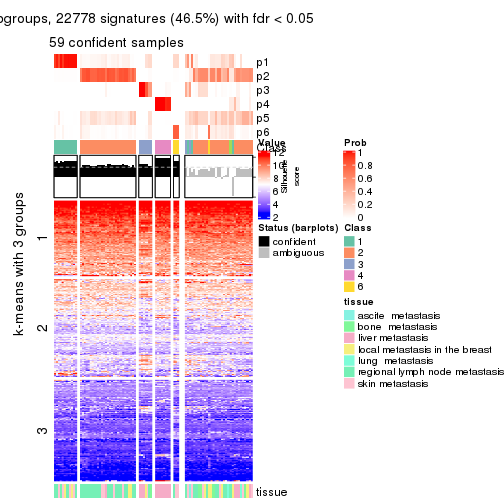 ogroups, 22778 signatures (46.5%) with fdr < 0.05
59 confident samples
p1
p2
p3
p4
p5
p6
Class
Silhouette
score
1
2
3
k-means with 3 groups
tissue
Value
12
10
8
6
4
2
Status (barplots)
confident
ambiguous
Prob
1
0.8
0.6
0.4
0.2
0
Class
1
2
3
4
6
tissue
ascite metastasis
bone metastasis
liver metastasis
local metastasis in the breast
lung metastasis
regional lymph node metastasis
skin metastasis